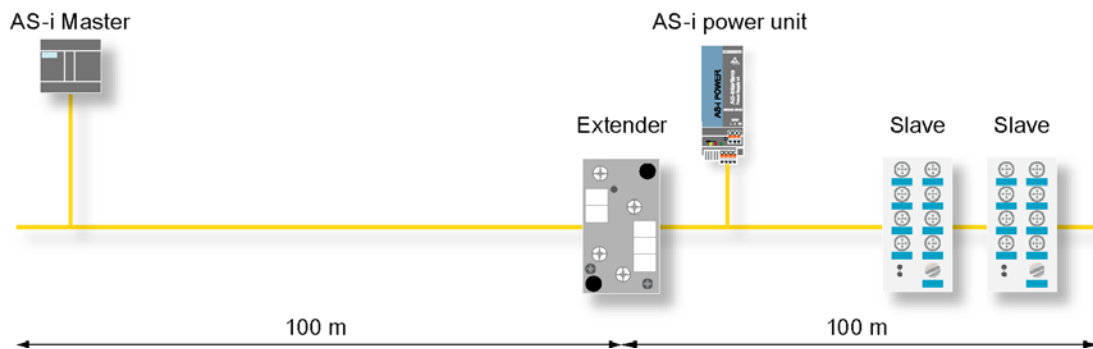 AS-i Master
AS-i power unit
AS-i POWER
Extender
Slave
Slave
100 m
100 m